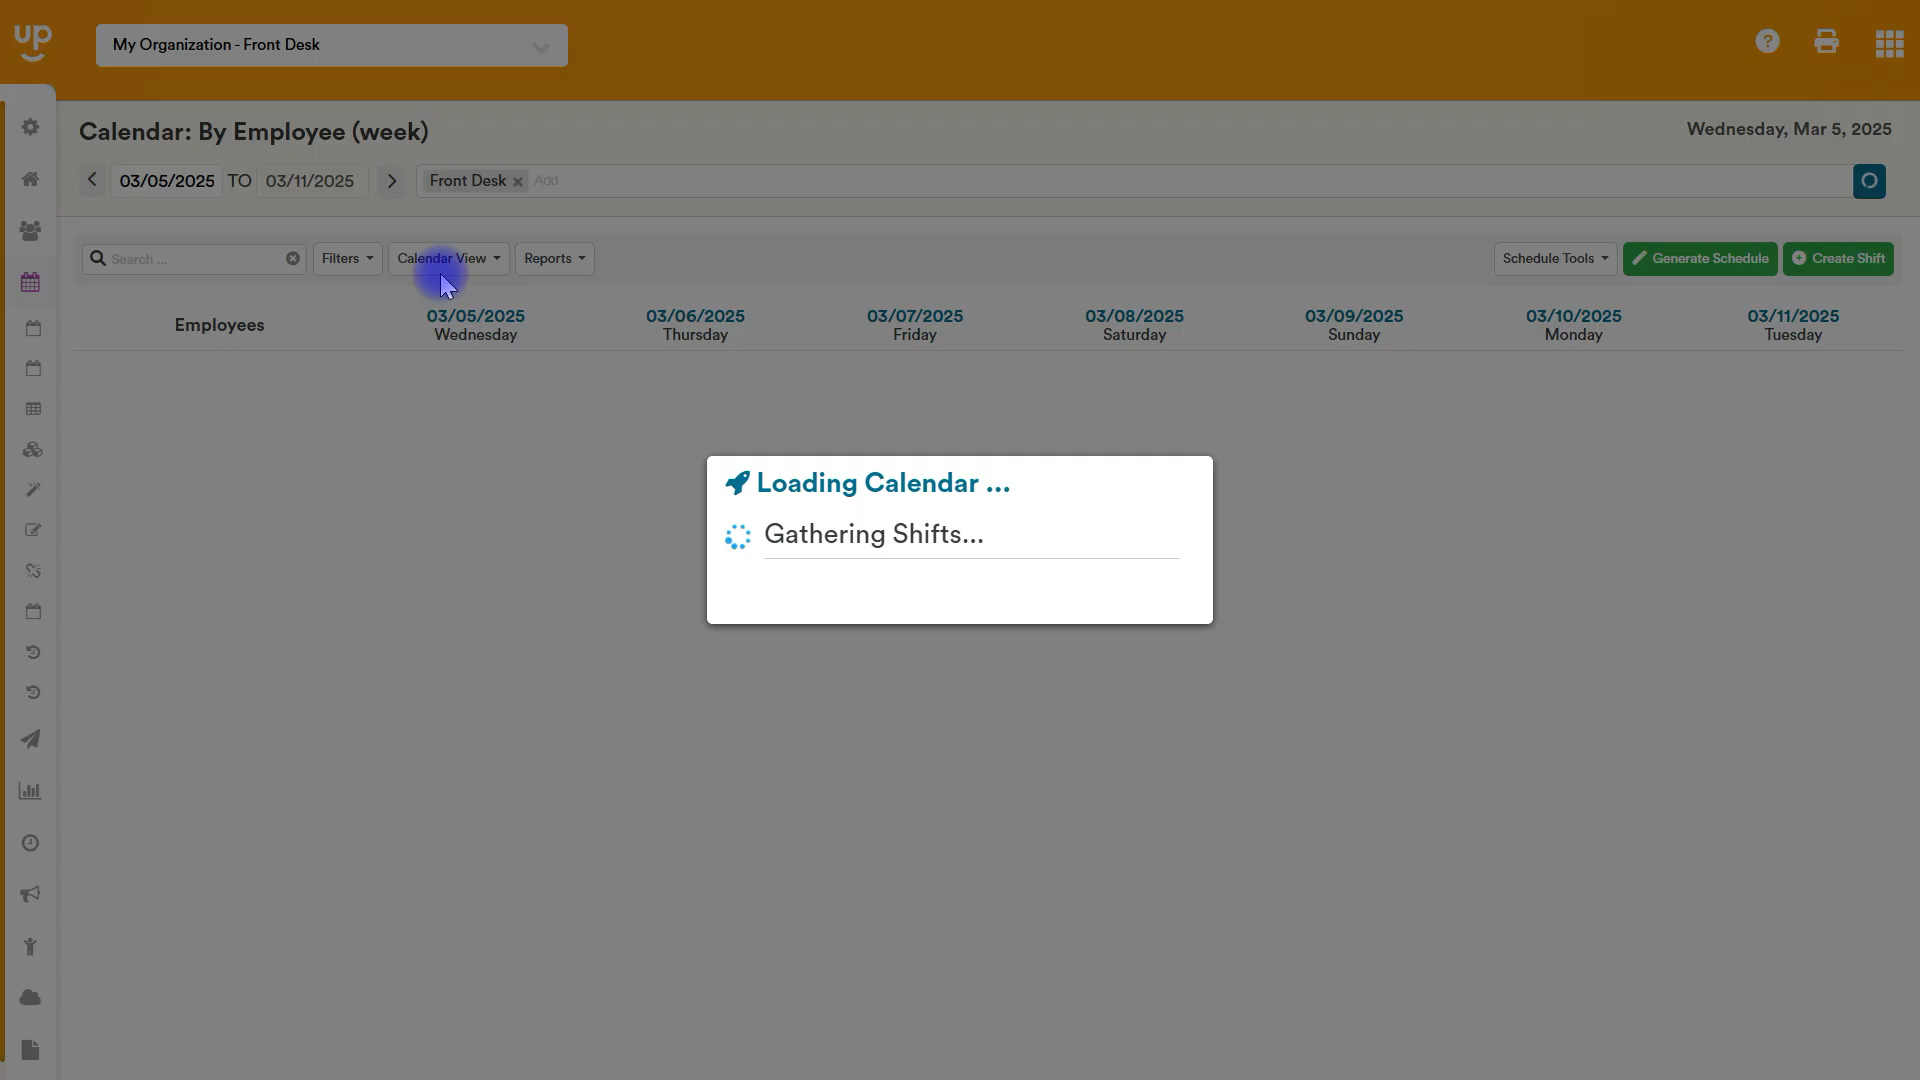 up
My Organization - Front Desk
?
Calendar: By Employee (week)
Wednesday, Mar 5, 2025
03/05/2025 TO 03/11/2025
Front Desk × Add
Search ...
Filters
Calendar View
Reports
Schedule Tools
Generate Schedule
Create Shift
Employees
03/05/2025
Wednesday
03/06/2025
Thursday
03/07/2025
Friday
03/08/2025
Saturday
03/09/2025
Sunday
03/10/2025
Monday
03/11/2025
Tuesday
Loading Calendar ...
Gathering Shifts...